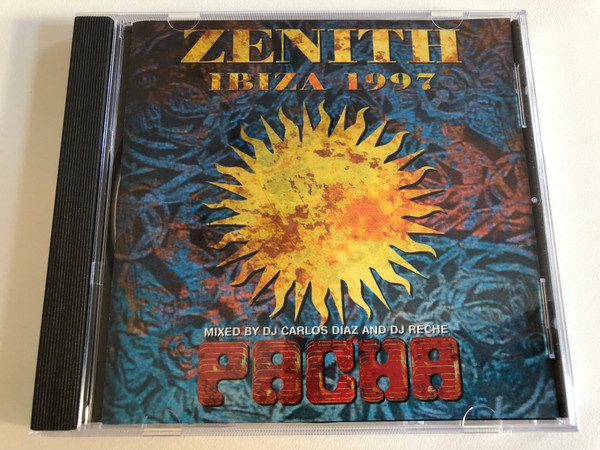 ZENITH
IBIZA 1997
MIXED BY DJ CARLOS DIAZ AND DJ RECHE
PACHA